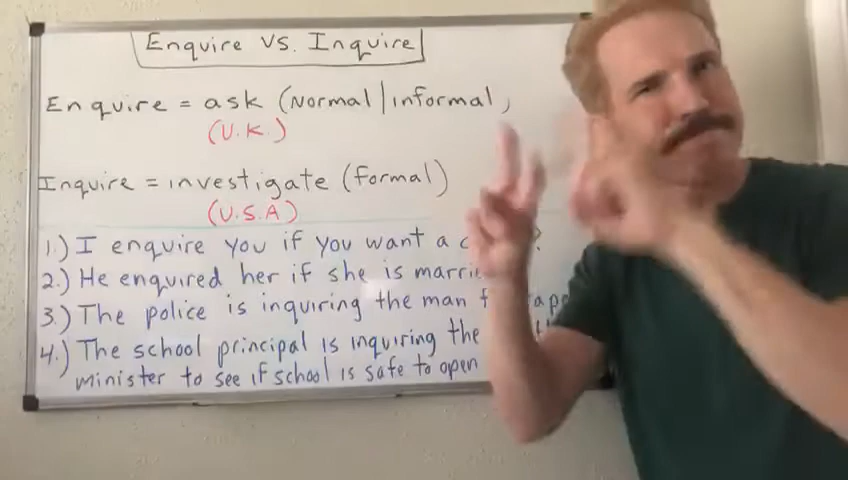 Enquire VS. Inquire
Enquire = ask (Normal/informal)
(U.K.)
Inquire = investigate (formal)
(U.S.A)
1.) I enquire you if you want a ?
2.) He enquired her if she is
3.) The police is inquiring the man
4.) The school principal is inquiring the
minister to see if school is safe to open